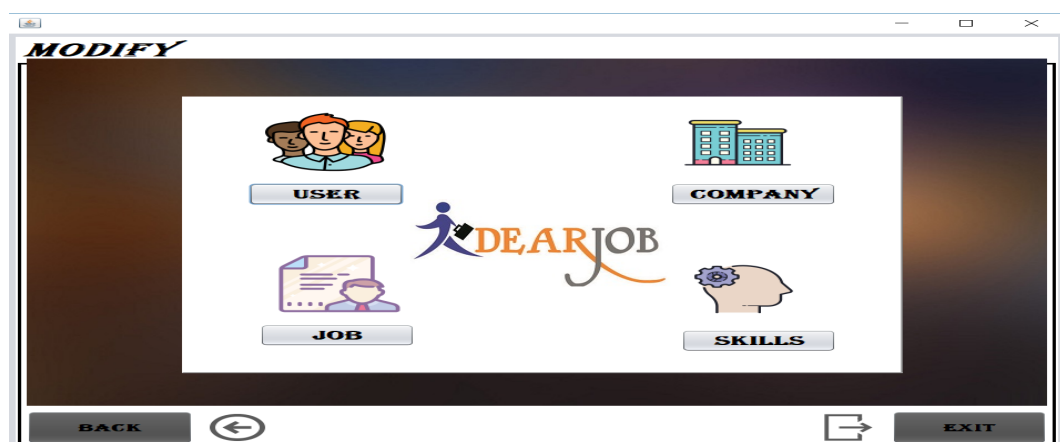 MODIFY
USER
COMPANY
DEARJOB
JOB
SKILLS
BACK
EXIT